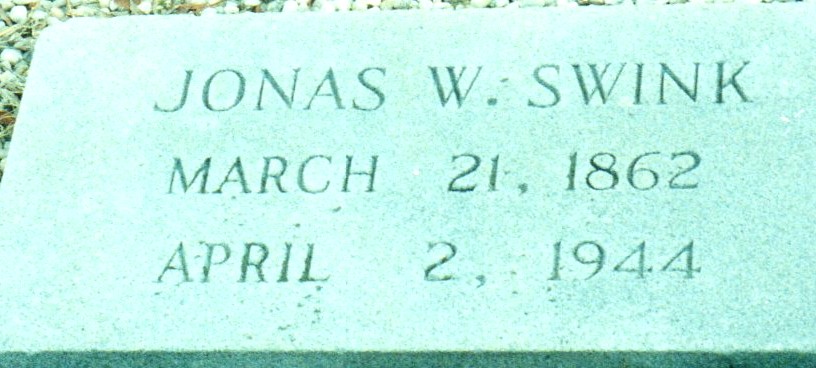 JONAS W. SWINK
MARCH 21, 1862
APRIL 2, 1944